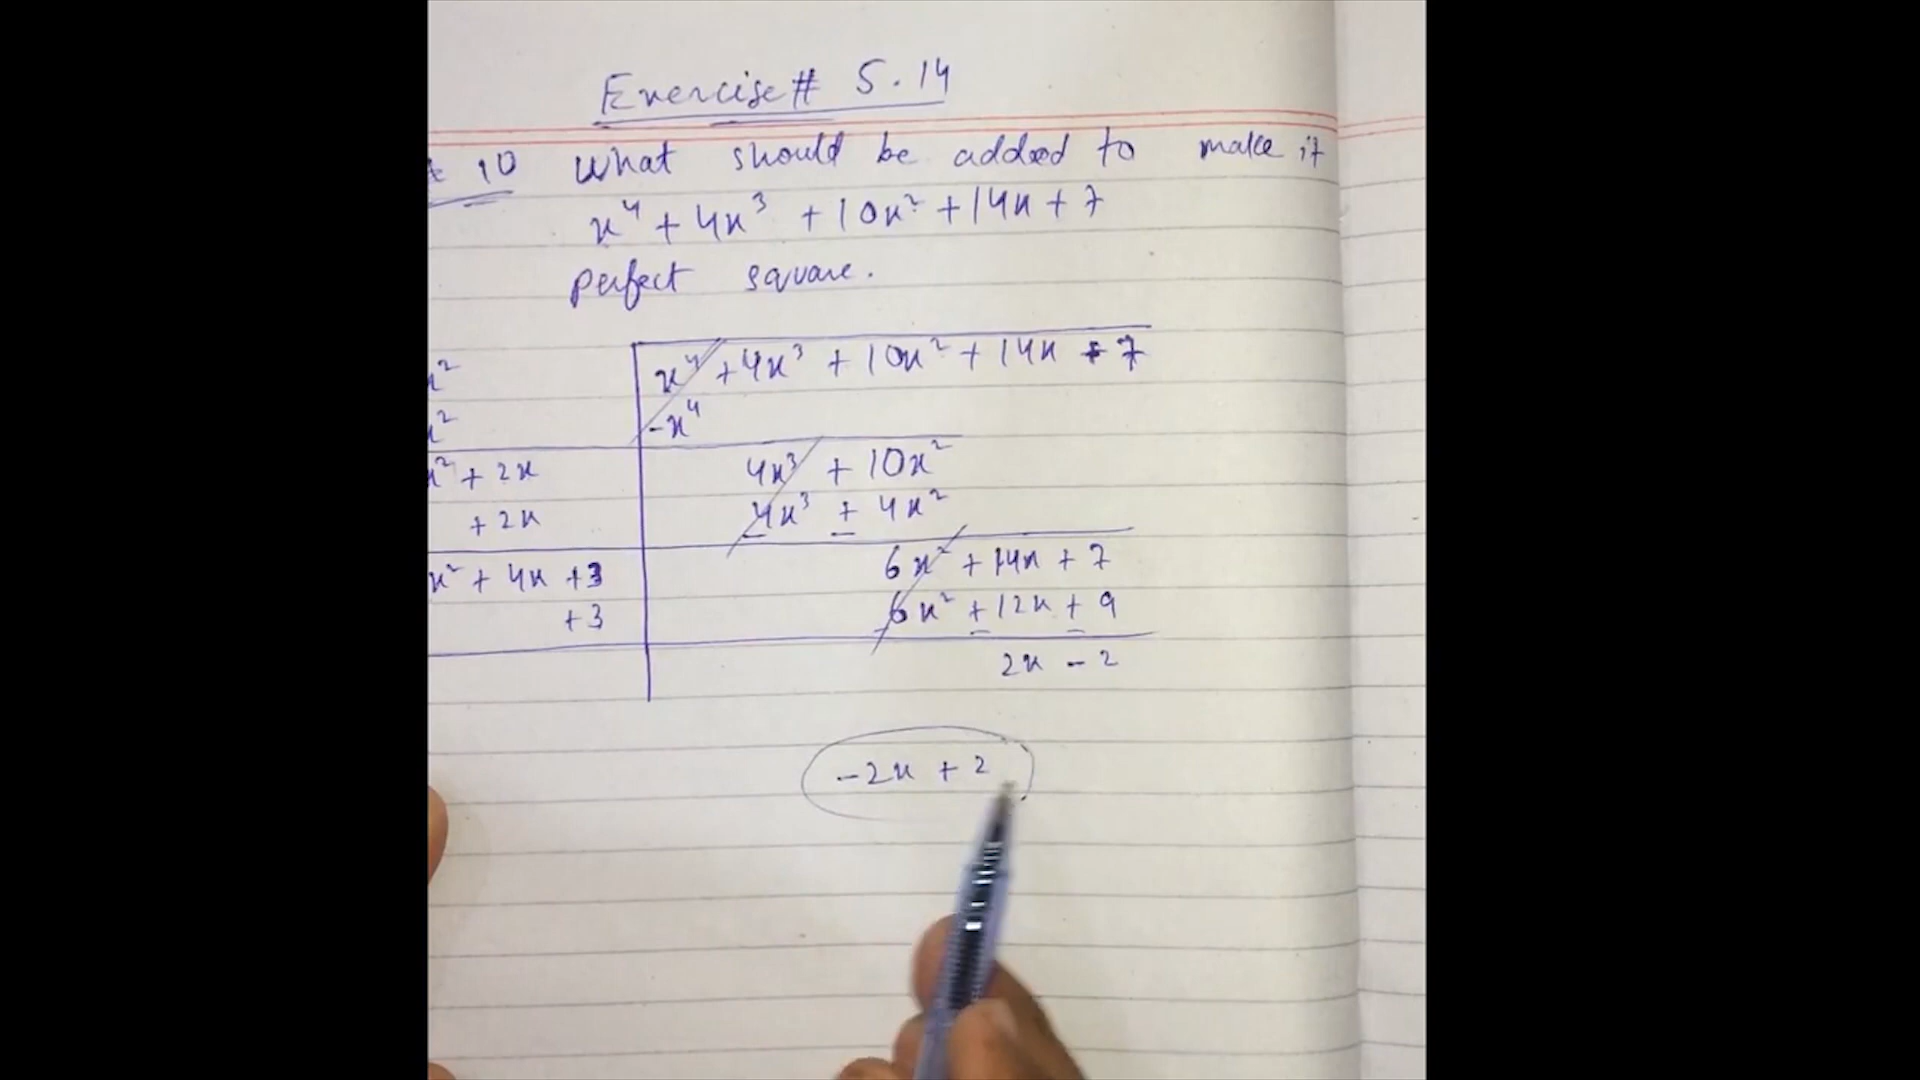 Exercise # 5.14
10 What should be added to make it
x⁴ + 4x³ + 10x² + 14x + 7
perfect square.
x² x⁴ + 4x³ + 10x² + 14x + 7
x² - x⁴
x² + 2x 4x³ + 10x²
+ 2x 4x³ ± 4x²
x² + 4x + 3 6x² + 14x + 7
+ 3 6x² ± 12x ± 9
2x - 2
- 2x + 2